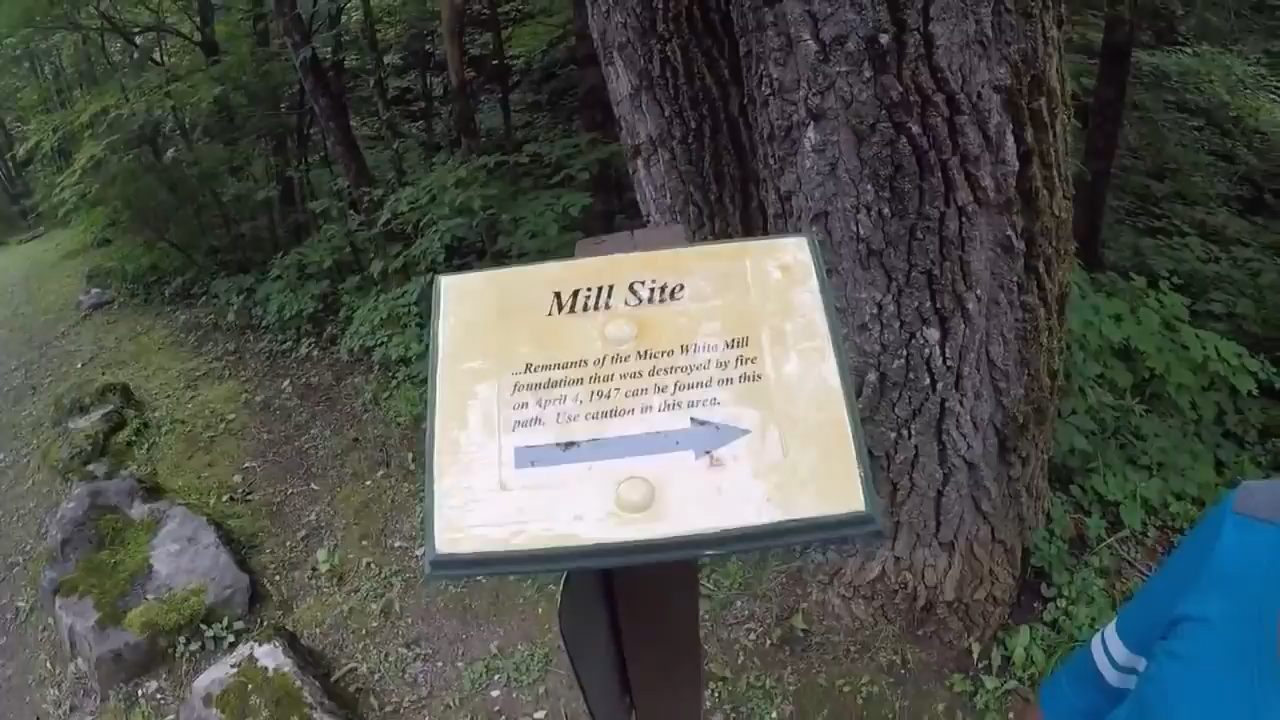 Mill Site
...Remnants of the Micro White Mill
foundation that was destroyed by fire
on April 4, 1947 can be found on this
path. Use caution in this area.